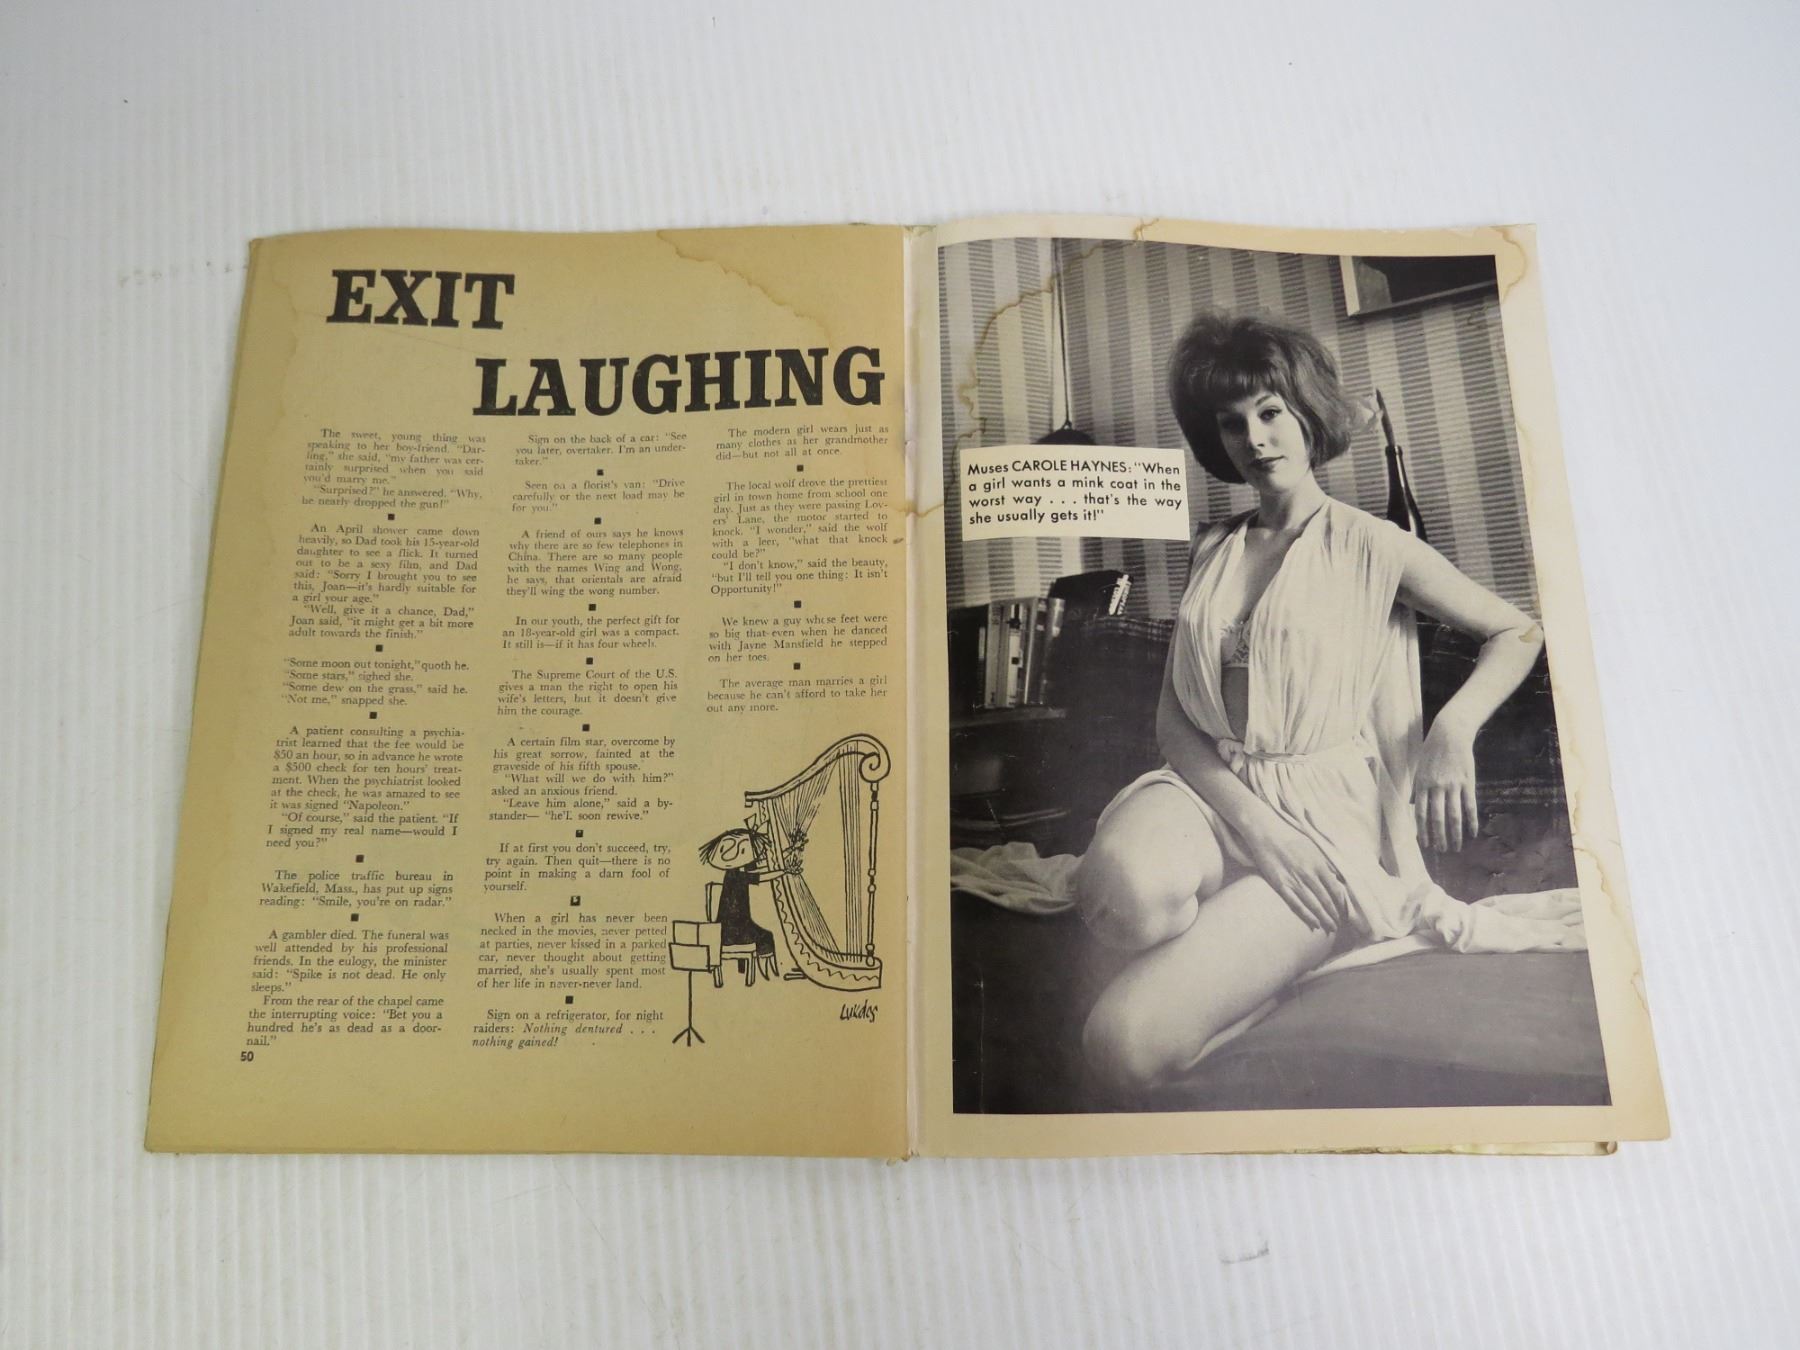 EXIT
LAUGHING
The sweet, young thing was
speaking to her boy-friend. "Dar-
ling," she said, "my father was cer-
tainly surprised when you said
you'd marry me."
"Surprised?" he answered. "Why,
he nearly dropped the gun!"
An April shower came down
heavily, so Dad took his 15-year-old
daughter to see a flick. It turned
out to be a sexy film, and Dad
said: "Sorry I brought you to see
this, Joan—it's hardly suitable for
a girl your age."
"Well, give it a chance, Dad,"
Joan said, "it might get a bit more
adult towards the finish."
"Some moon out tonight," quoth he.
"Some stars," sighed she.
"Some dew on the grass," said he.
"Not me," snapped she.
A patient consulting a psychia-
trist learned that the fee would be
$50 an hour, so in advance he wrote
a $500 check for ten hours' treat-
ment. When the psychiatrist looked
at the check, he was amazed to see
it was signed "Napoleon."
"Of course," said the patient. "If
I signed my real name—would I
need you?"
The police traffic bureau in
Wakefield, Mass., has put up signs
reading: "Smile, you're on radar."
A gambler died. The funeral was
well attended by his professional
friends. In the eulogy, the minister
said: "Spike is not dead. He only
sleeps."
From the rear of the chapel came
the interrupting voice: "Bet you a
hundred he's as dead as a door-
nail."
50
Sign on the back of a car: "See
you later, overtaker. I'm an under-
taker."
Seen on a florist's van: "Drive
carefully or the next load may be
for you."
A friend of ours says he knows
why there are so few telephones in
China. There are so many people
with the names Wing and Wong,
he says, that orientals are afraid
they'll wing the wong number.
In our youth, the perfect gift for
an 18-year-old girl was a compact.
It still is—if it has four wheels.
The Supreme Court of the U.S.
gives a man the right to open his
wife's letters, but it doesn't give
him the courage.
A certain film star, overcome by
his great sorrow, fainted at the
graveside of his fifth spouse.
"What will we do with him?"
asked an anxious friend.
"Leave him alone," said a by-
stander— "he'll soon rewive."
If at first you don't succeed, try,
try again. Then quit—there is no
point in making a darn fool of
yourself.
When a girl has never been
necked in the movies, never petted
at parties, never kissed in a parked
car, never thought about getting
married, she's usually spent most
of her life in never-never land.
Sign on a refrigerator, for night
raiders: Nothing dentured . . .
nothing gained!
The modern girl wears just as
many clothes as her grandmother
did—but not all at once.
The local wolf drove the prettiest
girl in town home from school one
day. Just as they were passing Lov-
ers' Lane, the motor started to
knock. "I wonder," said the wolf
with a leer, "what that knock
could be?"
"I don't know," said the beauty,
"but I'll tell you one thing: It isn't
Opportunity!"
We knew a guy whose feet were
so big that even when he danced
with Jayne Mansfield he stepped
on her toes.
The average man marries a girl
because he can't afford to take her
out any more.
Muses CAROLE HAYNES: "When
a girl wants a mink coat in the
worst way . . . that's the way
she usually gets it!"